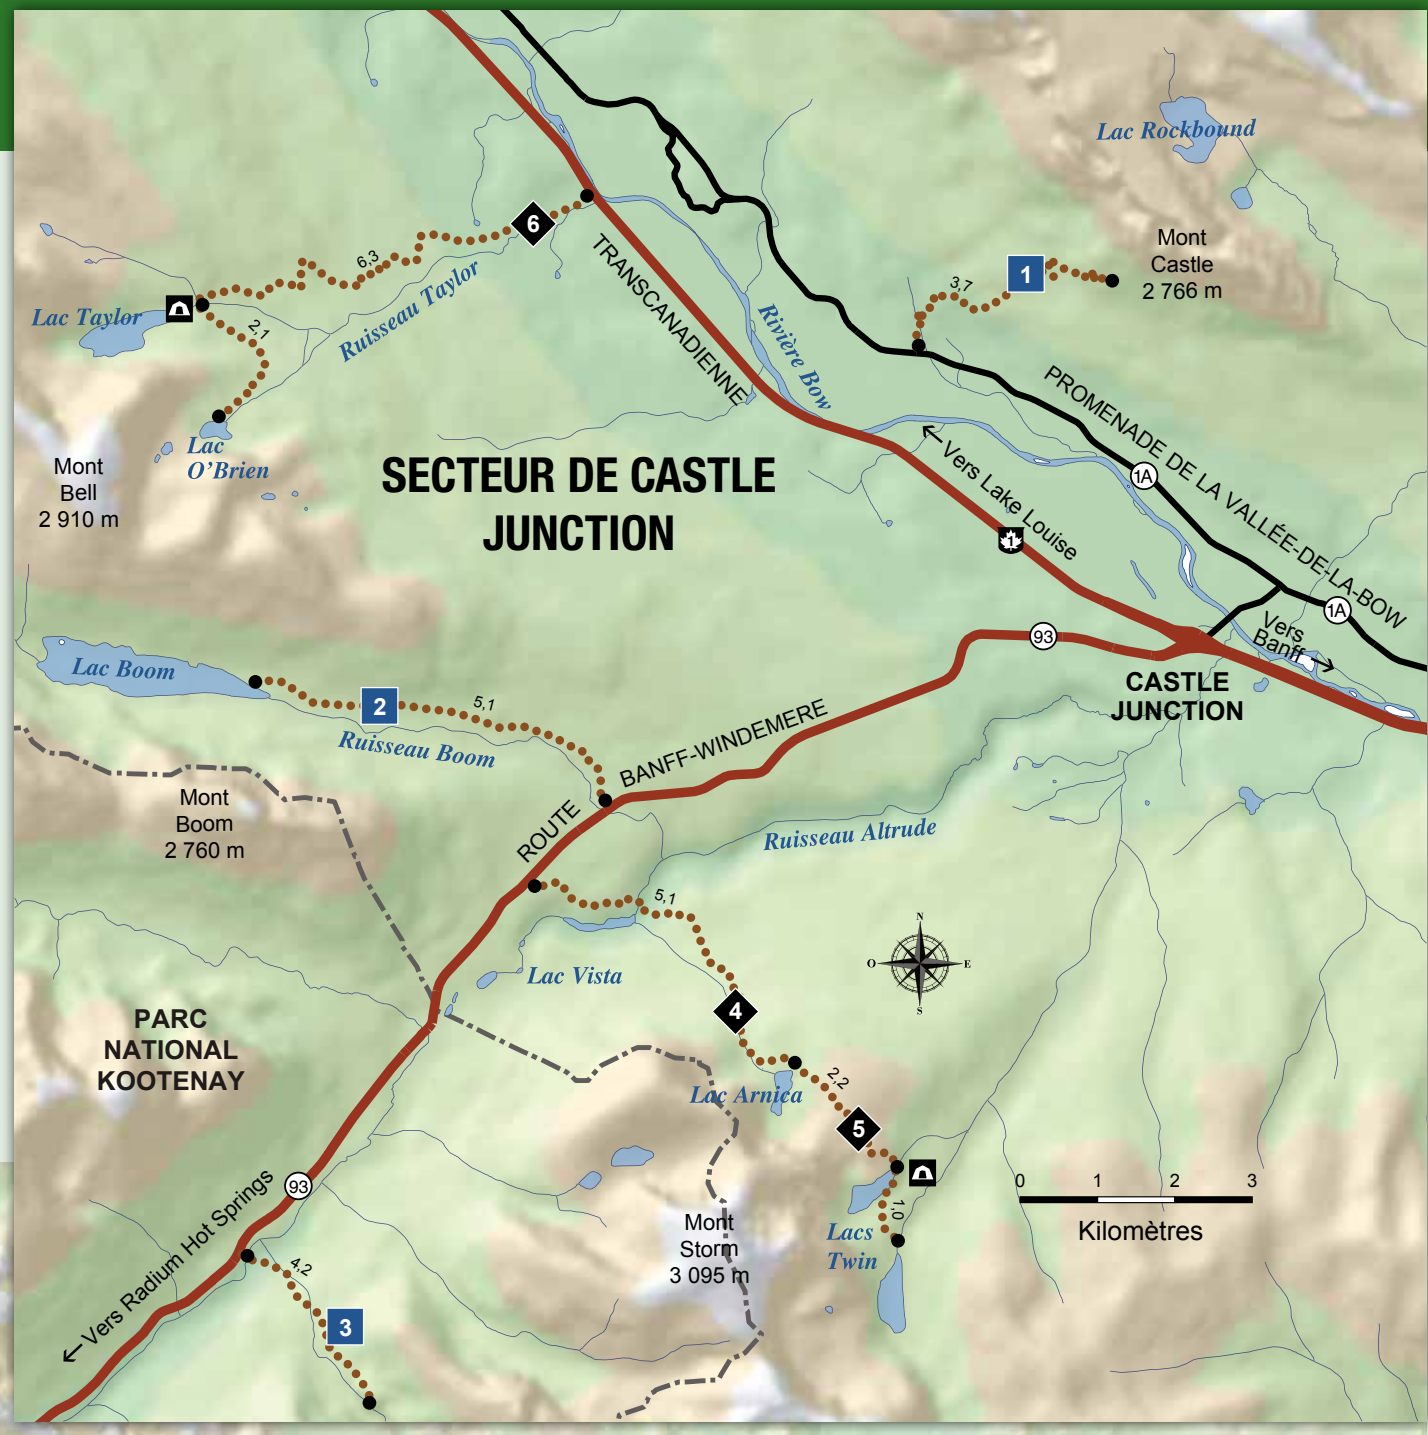 Lac Rockbound
Mont
Castle
2 766 m
1
3,7
6
6,3
Ruisseau Taylor
Lac Taylor
2,1
Lac
O'Brien
Mont
Bell
2 910 m
TRANSCANADIENNE
Rivière Bow
PROMENADE DE LA VALLÉE-DE-LA-BOW
1A
1A
Vers Lake Louise
1
SECTEUR DE CASTLE
JUNCTION
Vers
Banff
93
CASTLE
JUNCTION
Lac Boom
2
5,1
Ruisseau Boom
ROUTE BANFF-WINDEMERE
Mont
Boom
2 760 m
Ruisseau Altrude
5,1
Lac Vista
N
O
E
S
4
PARC
NATIONAL
KOOTENAY
Lac Arnica
2,2
5
1,0
Lacs
Twin
0 1 2 3
Kilomètres
Mont
Storm
3 095 m
93
Vers Radium Hot Springs
4,2
3